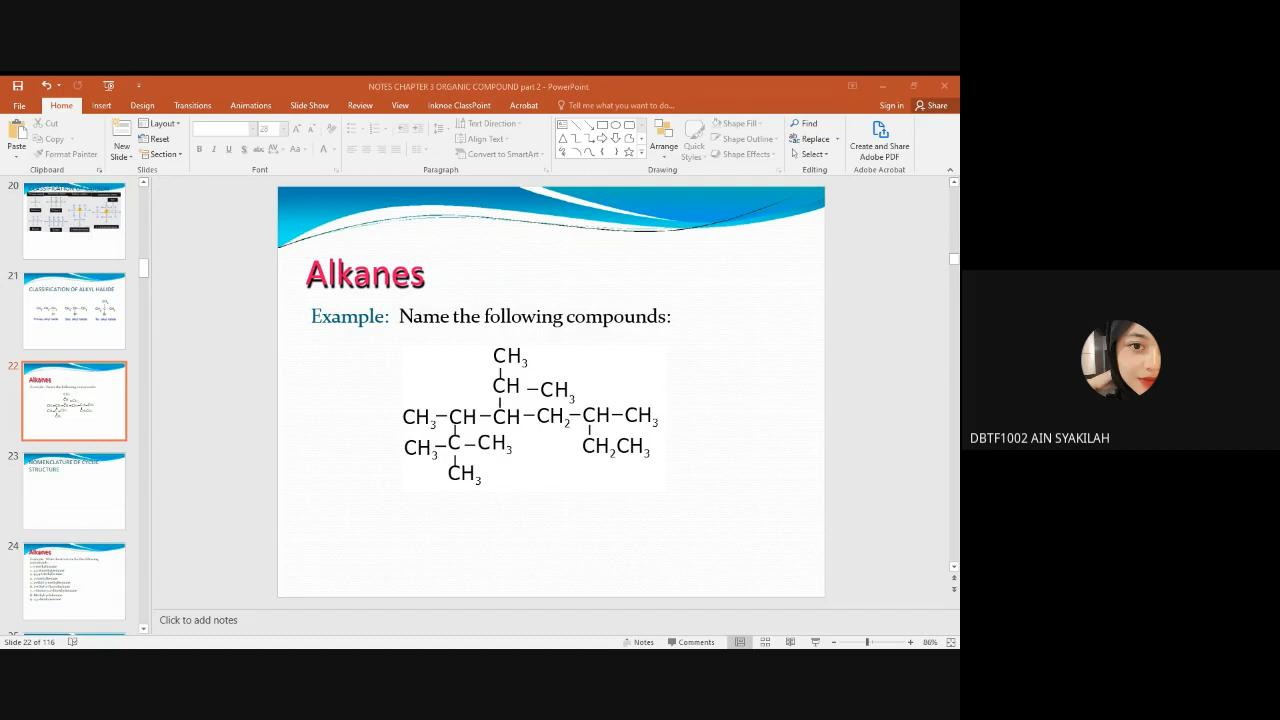 NOTES CHAPTER 3 ORGANIC COMPOUND part 2 - PowerPoint
File Home Insert Design Transitions Animations Slide Show Review View Inknoe ClassPoint Acrobat Tell me what you want to do... Sign in Share
Paste
Cut
Copy
Format Painter
Clipboard
New Slide
Layout
Reset
Section
Slides
28
B I U S abc AV Aa A
Font
Text Direction
Align Text
Convert to SmartArt
Paragraph
Arrange
Quick Styles
Shape Fill
Shape Outline
Shape Effects
Drawing
Find
Replace
Select
Editing
Create and Share Adobe PDF
Adobe Acrobat
20
21
CLASSIFICATION OF ALKYL HALIDE
22
Alkanes
23
NOMENCLATURE OF CYCLIC STRUCTURE
24
Alkanes
Alkanes
Example: Name the following compounds:
CH3
CH – CH3
CH3 – CH – CH – CH2 – CH – CH3
CH3 – C – CH3 CH2CH3
CH3
Click to add notes
Slide 22 of 116 Notes Comments 86%
DBTF1002 AIN SYAKILAH